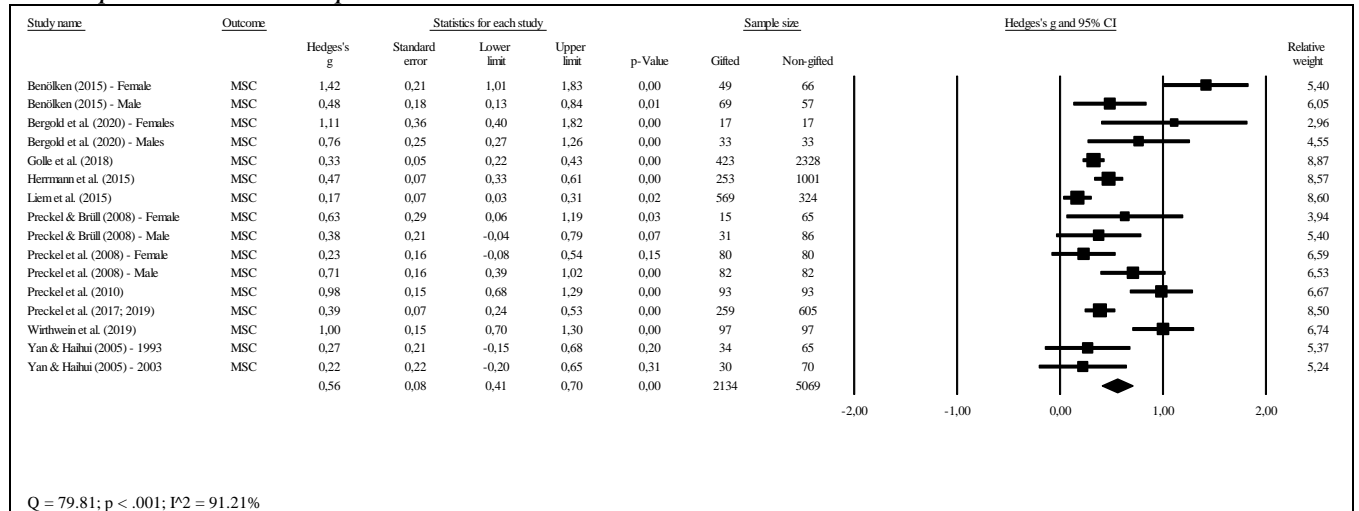 Study name Outcome Statistics for each study Sample size Hedges's g and 95% CI
Hedges's g Standard error Lower limit Upper limit p-Value Gifted Non-gifted Relative weight
Benölken (2015) - Female MSC 1,42 0,21 1,01 1,83 0,00 49 66 5,40
Benölken (2015) - Male MSC 0,48 0,18 0,13 0,84 0,01 69 57 6,05
Bergold et al. (2020) - Females MSC 1,11 0,36 0,40 1,82 0,00 17 17 2,96
Bergold et al. (2020) - Males MSC 0,76 0,25 0,27 1,26 0,00 33 33 4,55
Golle et al. (2018) MSC 0,33 0,05 0,22 0,43 0,00 423 2328 8,87
Herrmann et al. (2015) MSC 0,47 0,07 0,33 0,61 0,00 253 1001 8,57
Liem et al. (2015) MSC 0,17 0,07 0,03 0,31 0,02 569 324 8,60
Preckel & Brüll (2008) - Female MSC 0,63 0,29 0,06 1,19 0,03 15 65 3,94
Preckel & Brüll (2008) - Male MSC 0,38 0,21 -0,04 0,79 0,07 31 86 5,40
Preckel et al. (2008) - Female MSC 0,23 0,16 -0,08 0,54 0,15 80 80 6,59
Preckel et al. (2008) - Male MSC 0,71 0,16 0,39 1,02 0,00 82 82 6,53
Preckel et al. (2010) MSC 0,98 0,15 0,68 1,29 0,00 93 93 6,67
Preckel et al. (2017; 2019) MSC 0,39 0,07 0,24 0,53 0,00 259 605 8,50
Wirthwein et al. (2019) MSC 1,00 0,15 0,70 1,30 0,00 97 97 6,74
Yan & Haihui (2005) - 1993 MSC 0,27 0,21 -0,15 0,68 0,20 34 65 5,37
Yan & Haihui (2005) - 2003 MSC 0,22 0,22 -0,20 0,65 0,31 30 70 5,24
0,56 0,08 0,41 0,70 0,00 2134 5069
-2,00 -1,00 0,00 1,00 2,00
Q = 79.81; p < .001; I^2 = 91.21%